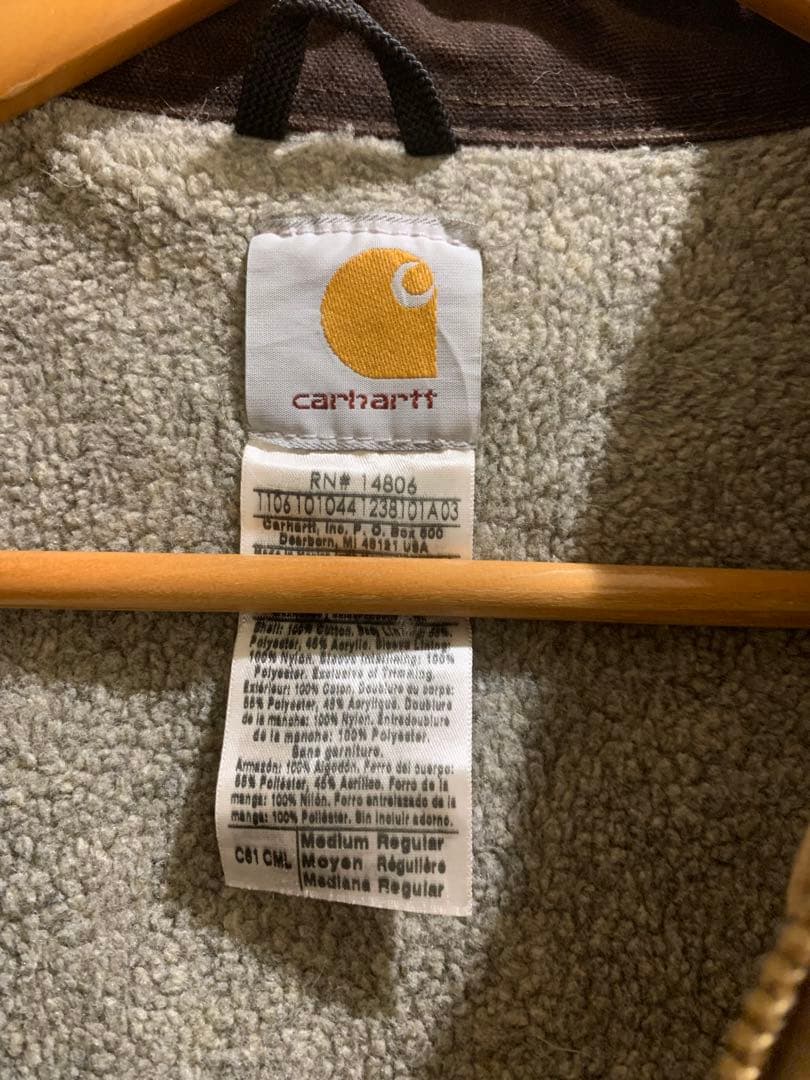 carhartt
RN# 14806
1106101044 1238101A03
Carhartt, Inc. P. O. Box 600
Dearborn, MI 48121 USA
Made in
Shell: 100% Cotton. Body Lining: 55%
Polyester, 45% Acrylic. Sleeve Lining:
100% Nylon. Sleeve Interlining: 100%
Polyester. Exclusive of Trimming.
Extérieur: 100% Coton. Doublure du corps:
55% Polyester, 45% Acrylique. Doublure
de la manche: 100% Nylon. Entredoublure
de la manche: 100% Polyester.
Sans garniture.
Armazón: 100% Algodón. Forro del cuerpo:
55% Poliéster, 45% Acrílico. Forro de la
manga: 100% Nilón. Forro entrelazado de la
manga: 100% Poliéster. Sin incluir adorno.
C61 CML
Medium Regular
Moyen Régulière
Mediana Regular